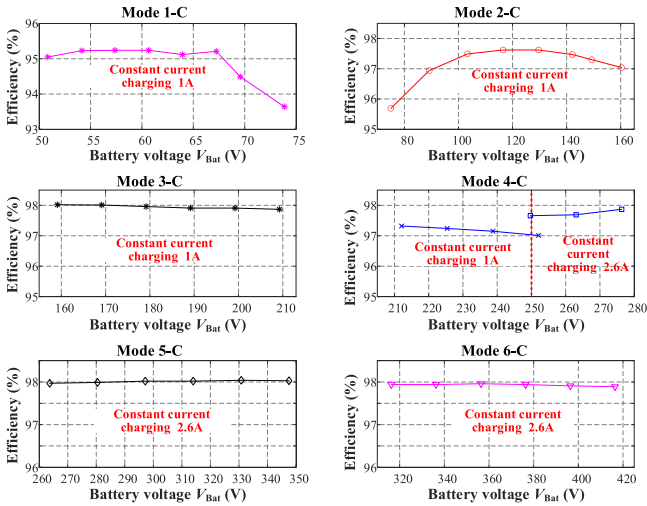 Mode 1-C
Efficiency (%)
96
95
94
93
Constant current
charging 1A
50 55 60 65 70 75
Battery voltage VBat (V)
Mode 2-C
Efficiency (%)
98
97
96
95
Constant current
charging 1A
80 100 120 140 160
Battery voltage VBat (V)
Mode 3-C
Efficiency (%)
98
97
96
95
Constant current
charging 1A
160 170 180 190 200 210
Battery voltage VBat (V)
Mode 4-C
Efficiency (%)
98
97
96
95
Constant current
charging 1A
Constant
current
charging 2.6A
210 220 230 240 250 260 270 280
Battery voltage VBat (V)
Mode 5-C
Efficiency (%)
98
97
96
Constant current
charging 2.6A
260 270 280 290 300 310 320 330 340 350
Battery voltage VBat (V)
Mode 6-C
Efficiency (%)
98
97
96
Constant current
charging 2.6A
320 340 360 380 400 420
Battery voltage VBat (V)